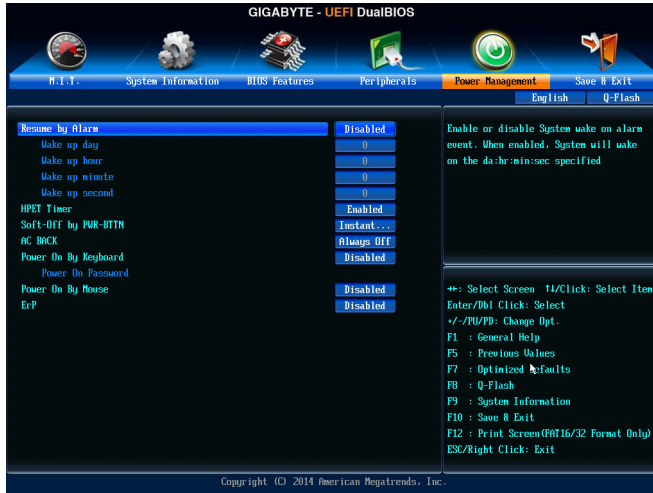 GIGABYTE - UEFI DualBIOS
M.I.T. System Information BIOS Features Peripherals Power Management Save & Exit
English Q-Flash
Resume by Alarm Disabled
Wake up day 0
Wake up hour 0
Wake up minute 0
Wake up second 0
HPET Timer Enabled
Soft-Off by PWR-BTTN Instant...
AC BACK Always Off
Power On By Keyboard Disabled
Power On Password
Power On By Mouse Disabled
ErP Disabled
Enable or disable System wake on alarm
event. When enabled, System will wake
on the da:hr:min:sec specified
↔: Select Screen ↑↓/Click: Select Item
Enter/Dbl Click: Select
+/-/PU/PD: Change Opt.
F1 : General Help
F5 : Previous Values
F7 : Optimized Defaults
F8 : Q-Flash
F9 : System Information
F10 : Save & Exit
F12 : Print Screen(FAT16/32 Format Only)
ESC/Right Click: Exit
Copyright (C) 2014 American Megatrends, Inc.